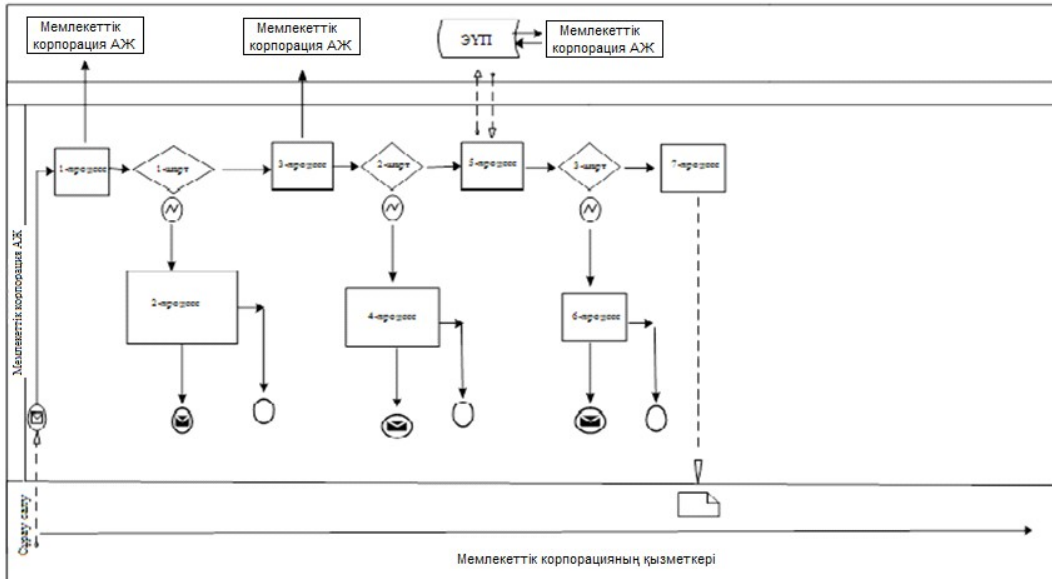 Мемлекеттік
корпорация АЖ
Мемлекеттік
корпорация АЖ
ЭҮП
Мемлекеттік
корпорация АЖ
1-процесс
1-шарт
3-процесс
2-шарт
5-процесс
3-шарт
7-процесс
2-процесс
4-процесс
6-процесс
Мемлекеттік корпорация АЖ
Сұрау салу
Мемлекеттік корпорацияның қызметкері